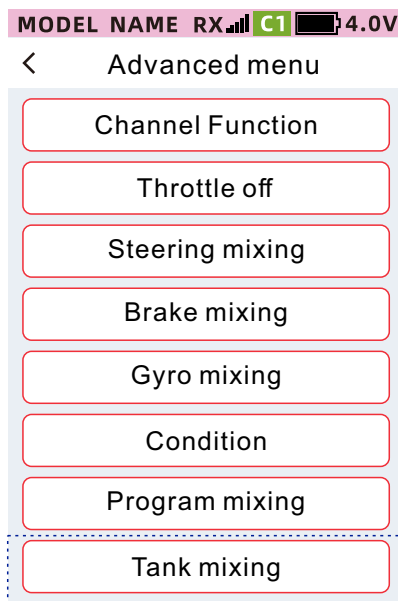 MODEL NAME RX C1 4.0V
Advanced menu
Channel Function
Throttle off
Steering mixing
Brake mixing
Gyro mixing
Condition
Program mixing
Tank mixing